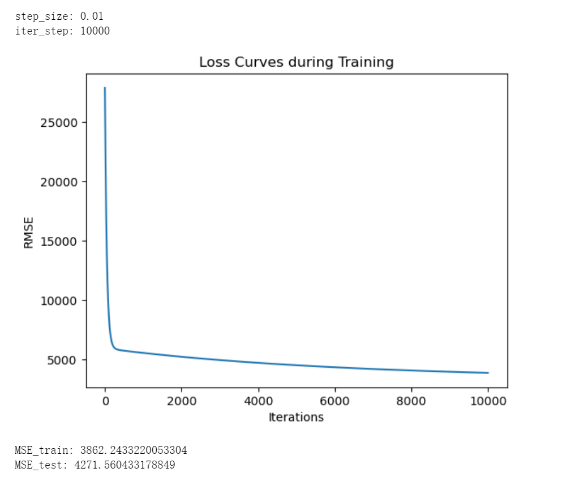 step_size: 0.01
iter_step: 10000
Loss Curves during Training
25000
20000
15000
10000
5000
RMSE
0 2000 4000 6000 8000 10000
Iterations
MSE_train: 3862.2433220053304
MSE_test: 4271.560433178849